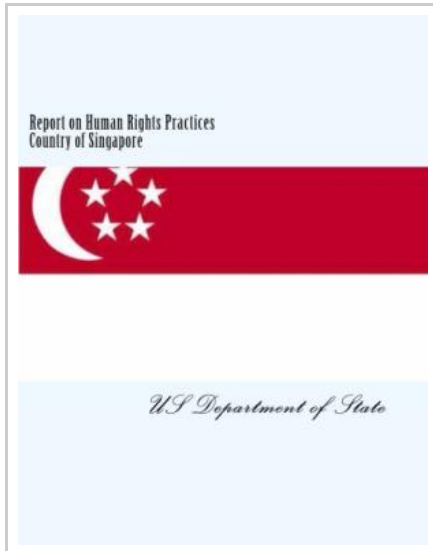 Report on Human Rights Practices
Country of Singapore
US Department of State